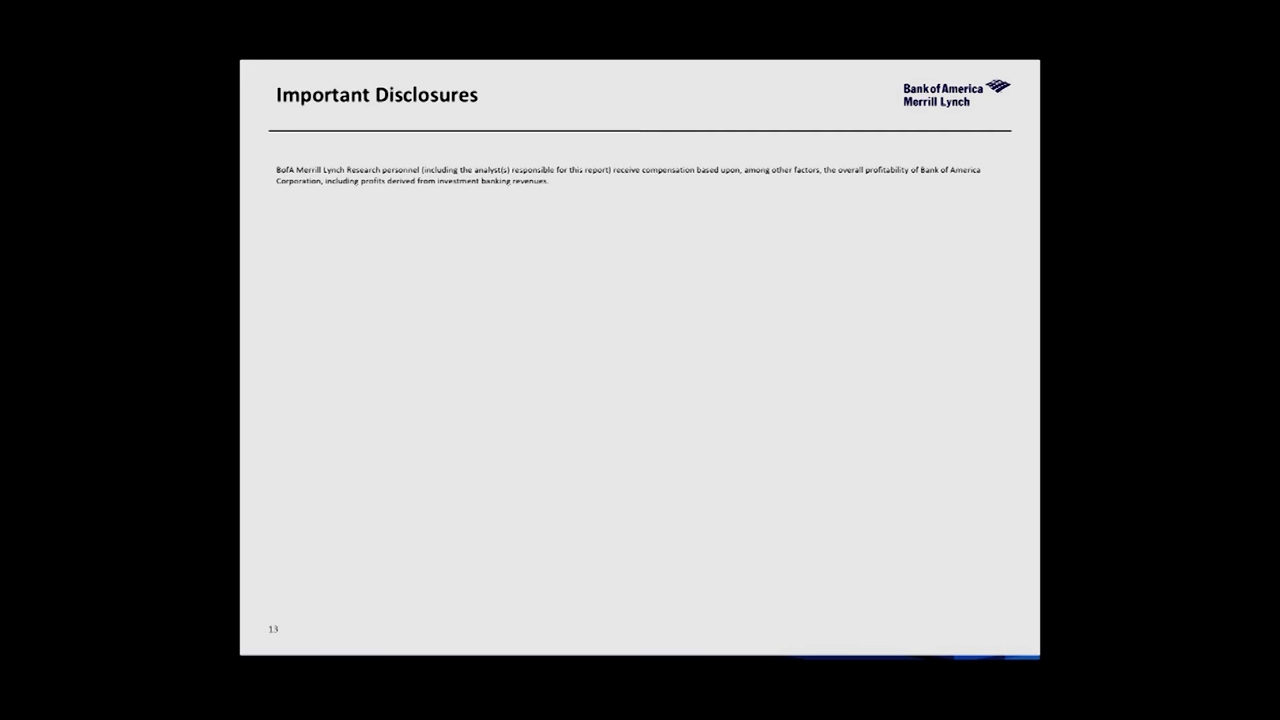 Important Disclosures
Bank of America
Merrill Lynch
BofA Merrill Lynch Research personnel (including the analyst(s) responsible for this report) receive compensation based upon, among other factors, the overall profitability of Bank of America
Corporation, including profits derived from investment banking revenues.
13